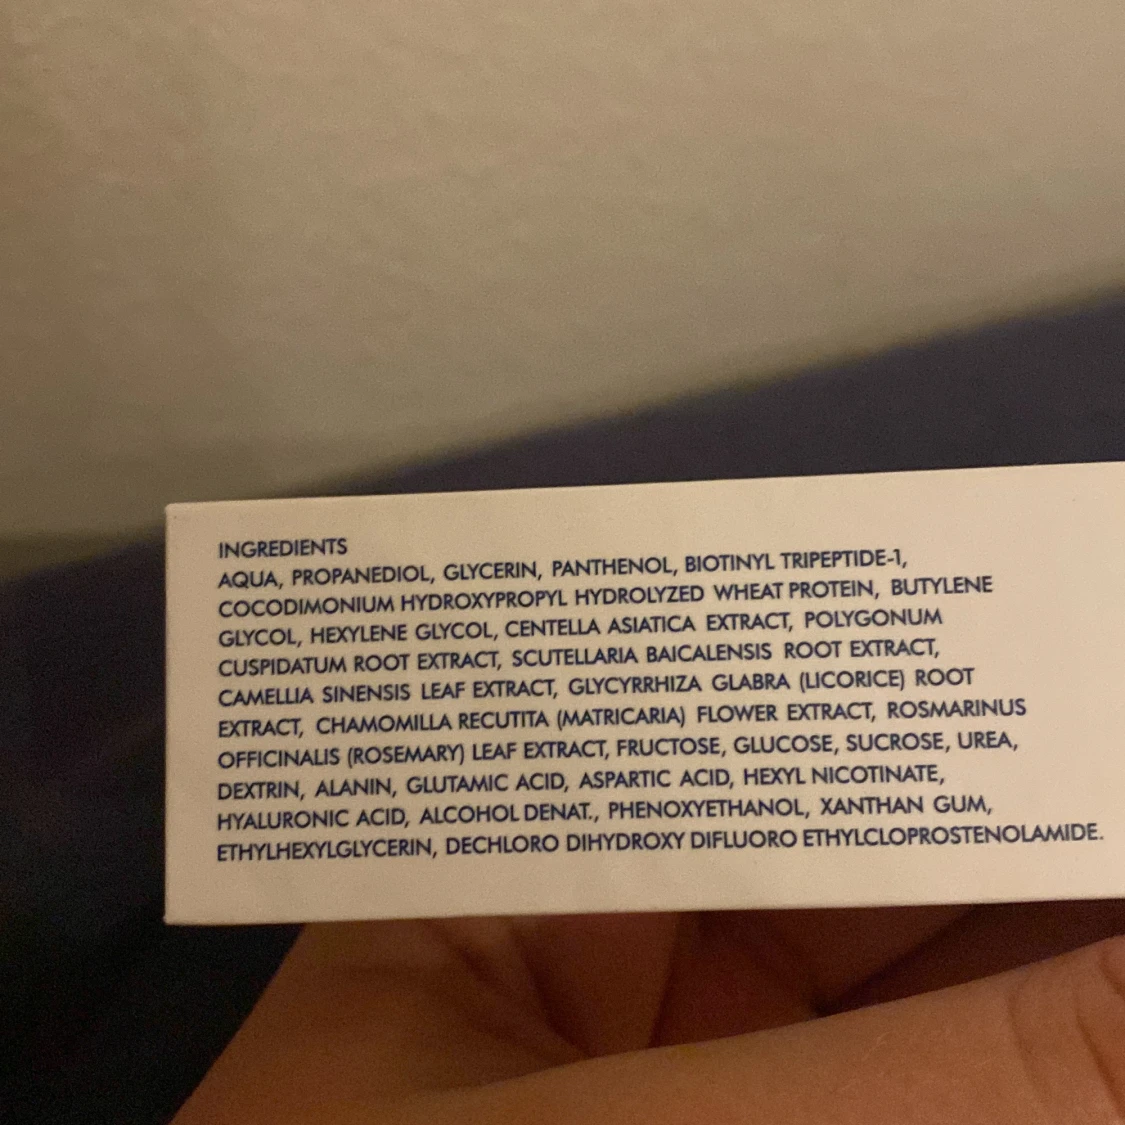 INGREDIENTS
AQUA, PROPANEDIOL, GLYCERIN, PANTHENOL, BIOTINYL TRIPEPTIDE-1,
COCODIMONIUM HYDROXYPROPYL HYDROLYZED WHEAT PROTEIN, BUTYLENE
GLYCOL, HEXYLENE GLYCOL, CENTELLA ASIATICA EXTRACT, POLYGONUM
CUSPIDATUM ROOT EXTRACT, SCUTELLARIA BAICALENSIS ROOT EXTRACT,
CAMELLIA SINENSIS LEAF EXTRACT, GLYCYRRHIZA GLABRA (LICORICE) ROOT
EXTRACT, CHAMOMILLA RECUTITA (MATRICARIA) FLOWER EXTRACT, ROSMARINUS
OFFICINALIS (ROSEMARY) LEAF EXTRACT, FRUCTOSE, GLUCOSE, SUCROSE, UREA,
DEXTRIN, ALANIN, GLUTAMIC ACID, ASPARTIC ACID, HEXYL NICOTINATE,
HYALURONIC ACID, ALCOHOL DENAT., PHENOXYETHANOL, XANTHAN GUM,
ETHYLHEXYLGLYCERIN, DECHLORO DIHYDROXY DIFLUORO ETHYLCLOPROSTENOLAMIDE.